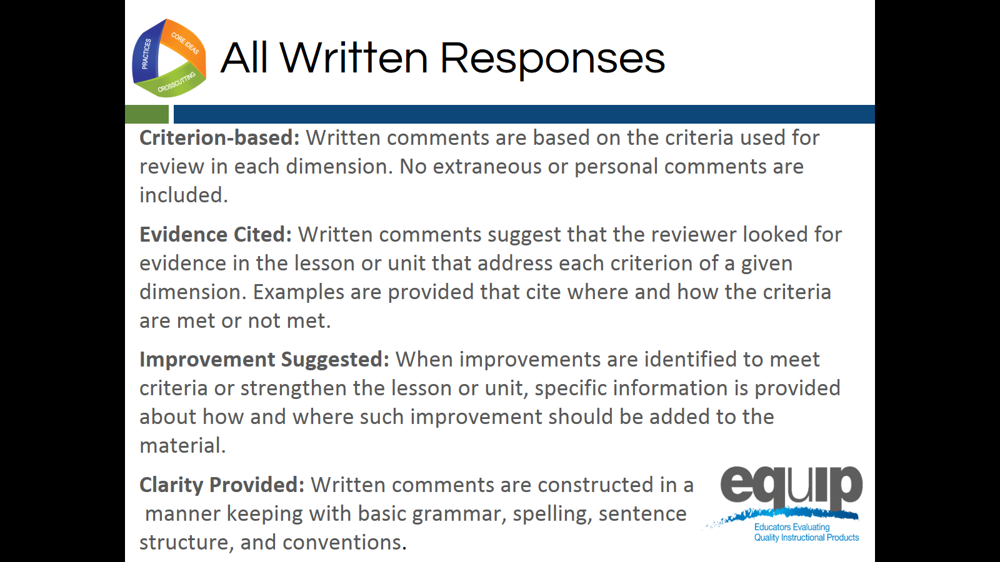 PRACTICES
CORE IDEAS
CROSSCUTTING
All Written Responses
Criterion-based: Written comments are based on the criteria used for
review in each dimension. No extraneous or personal comments are
included.
Evidence Cited: Written comments suggest that the reviewer looked for
evidence in the lesson or unit that address each criterion of a given
dimension. Examples are provided that cite where and how the criteria
are met or not met.
Improvement Suggested: When improvements are identified to meet
criteria or strengthen the lesson or unit, specific information is provided
about how and where such improvement should be added to the
material.
Clarity Provided: Written comments are constructed in a
manner keeping with basic grammar, spelling, sentence
structure, and conventions.
equip
Educators Evaluating
Quality Instructional Products